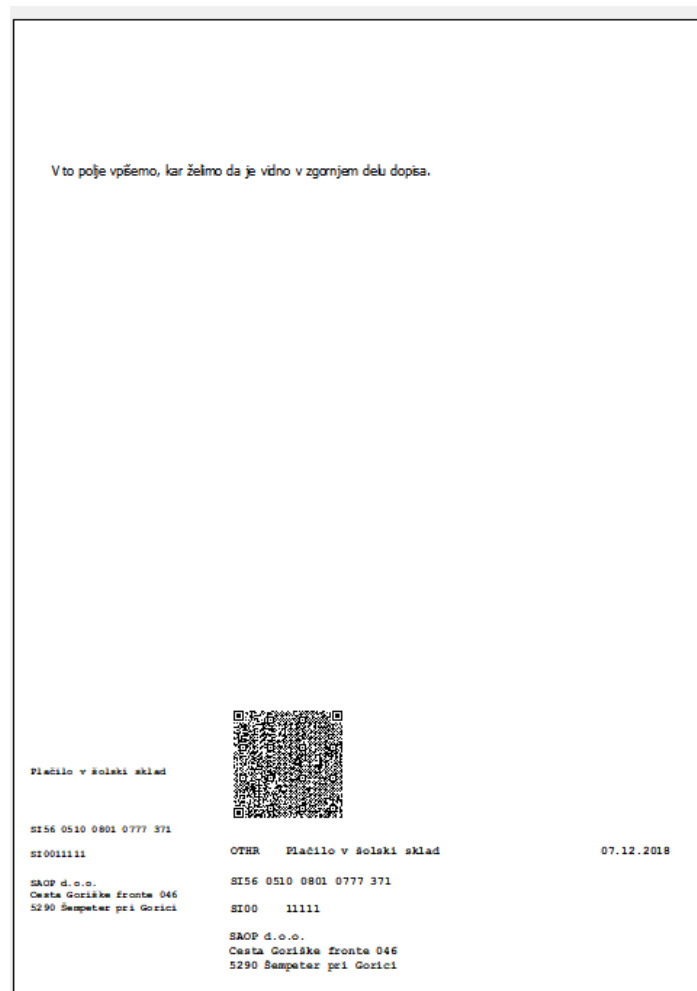 V to polje vpišemo, kar želimo da je vidno v zgornjem delu dopisa.
Plačilo v šolski sklad
SI56 0510 0801 0777 371
SI0011111
SAOP d.o.o.
Cesta Goriške fronte 046
5290 Šempeter pri Gorici
OTHR Plačilo v šolski sklad 07.12.2018
SI56 0510 0801 0777 371
SI00 11111
SAOP d.o.o.
Cesta Goriške fronte 046
5290 Šempeter pri Gorici